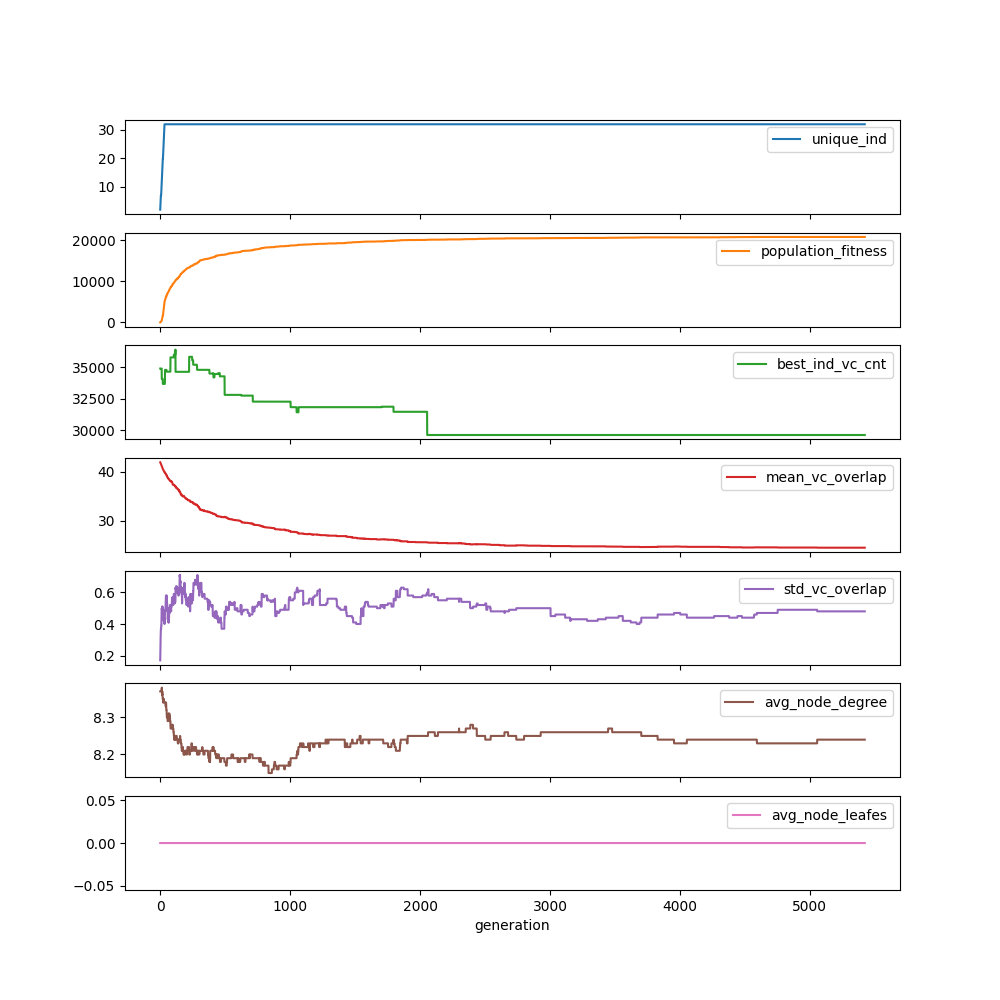 30
20
10
unique_ind
20000
10000
0
population_fitness
35000
32500
30000
best_ind_vc_cnt
40
30
mean_vc_overlap
0.6
0.4
0.2
std_vc_overlap
8.3
8.2
avg_node_degree
0.05
0.00
−0.05
avg_node_leafes
0 1000 2000 3000 4000 5000
generation